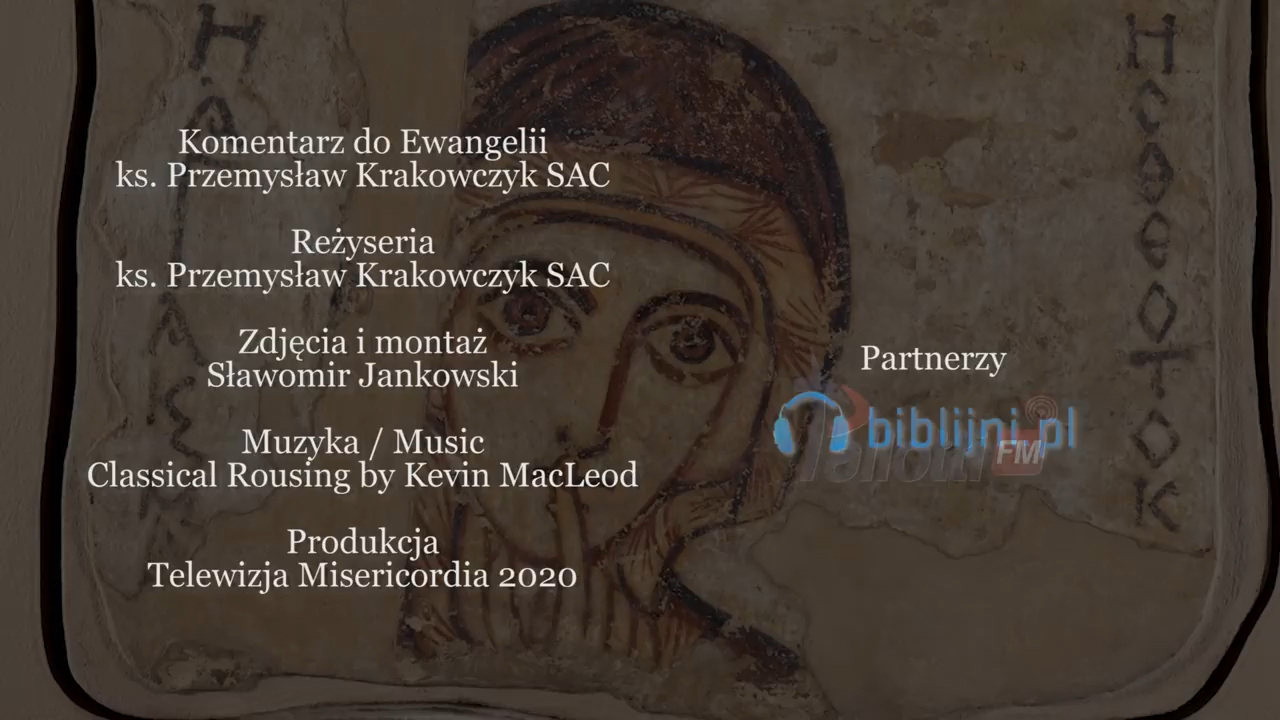 Komentarz do Ewangelii
ks. Przemysław Krakowczyk SAC
Reżyseria
ks. Przemysław Krakowczyk SAC
Zdjęcia i montaż
Sławomir Jankowski
Muzyka / Music
Classical Rousing by Kevin MacLeod
Produkcja
Telewizja Misericordia 2020
Partnerzy
biblijni.pl
FM